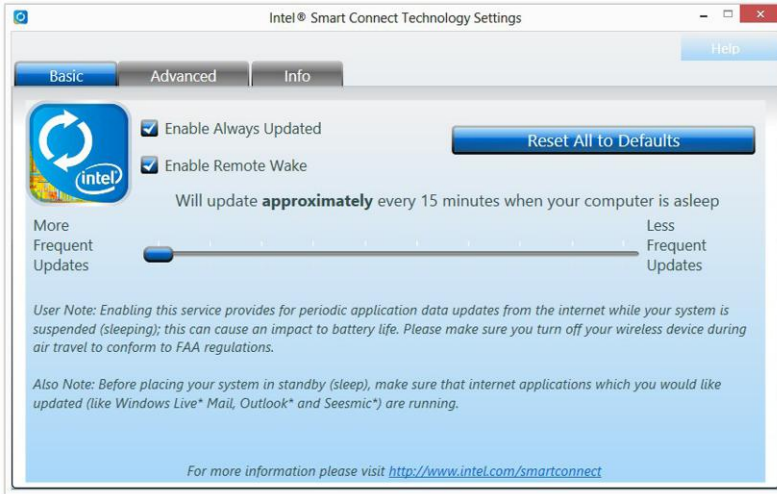 Intel® Smart Connect Technology Settings
Help
Basic Advanced Info
Enable Always Updated
Enable Remote Wake
Reset All to Defaults
intel
Will update approximately every 15 minutes when your computer is asleep
More
Frequent
Updates
Less
Frequent
Updates
User Note: Enabling this service provides for periodic application data updates from the internet while your system is
suspended (sleeping); this can cause an impact to battery life. Please make sure you turn off your wireless device during
air travel to conform to FAA regulations.
Also Note: Before placing your system in standby (sleep), make sure that internet applications which you would like
updated (like Windows Live* Mail, Outlook* and Seesmic*) are running.
For more information please visit http://www.intel.com/smartconnect